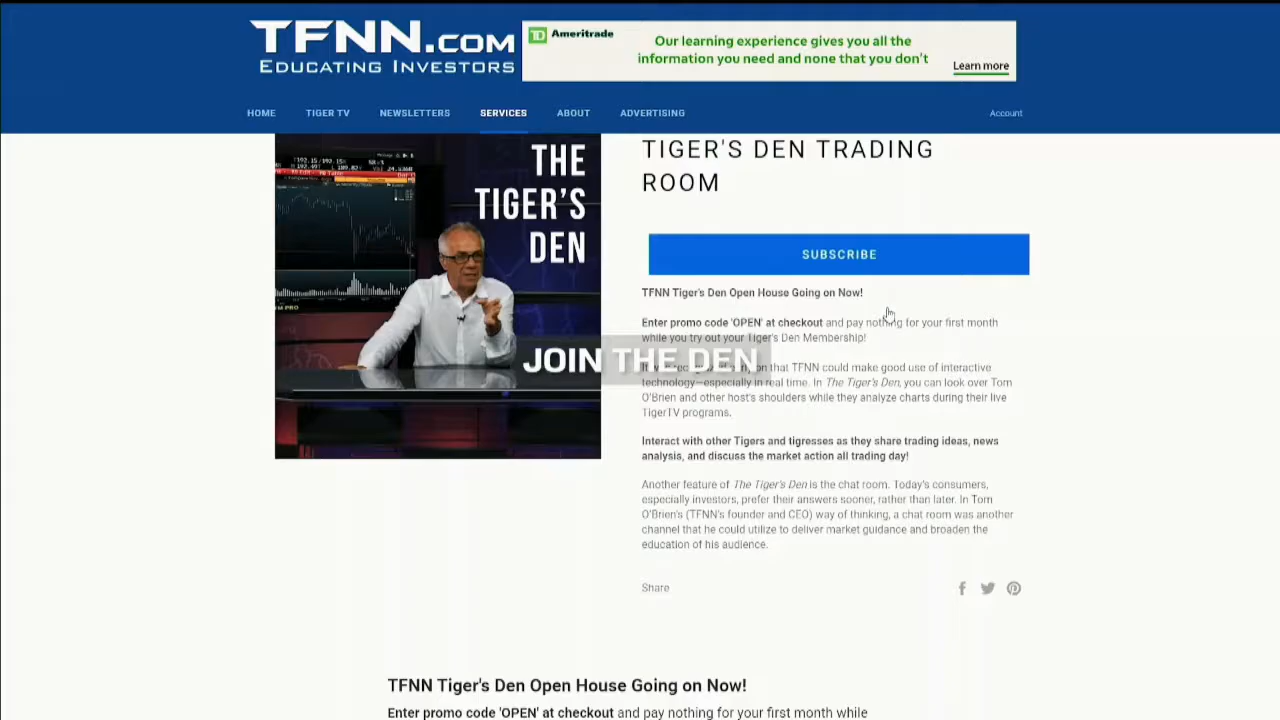 TFNN.COM
EDUCATING INVESTORS
TD Ameritrade
Our learning experience gives you all the
information you need and none that you don't
Learn more
HOME
TIGER TV
NEWSLETTERS
SERVICES
ABOUT
ADVERTISING
Account
THE
TIGER'S
DEN
TIGER'S DEN TRADING
ROOM
SUBSCRIBE
TFNN Tiger's Den Open House Going on Now!
Enter promo code 'OPEN' at checkout and pay nothing for your first month
while you try out your Tiger's Den Membership!
JOIN THE DEN
on that TFNN could make good use of interactive
technology—especially in real time. In The Tiger's Den, you can look over Tom
O'Brien and other host's shoulders while they analyze charts during their live
TigerTV programs.
Interact with other Tigers and tigresses as they share trading ideas, news
analysis, and discuss the market action all trading day!
Another feature of The Tiger's Den is the chat room. Today's consumers,
especially investors, prefer their answers sooner, rather than later. In Tom
O'Brien's (TFNN's founder and CEO) way of thinking, a chat room was another
channel that he could utilize to deliver market guidance and broaden the
education of his audience.
Share
TFNN Tiger's Den Open House Going on Now!
Enter promo code 'OPEN' at checkout and pay nothing for your first month while